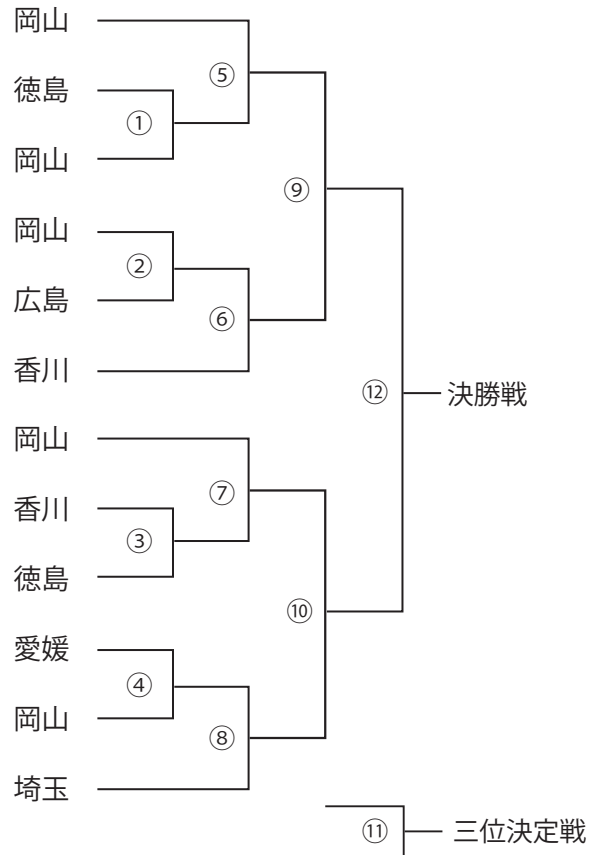 岡山
⑤
徳島
①
岡山
⑨
岡山
②
広島
⑥
香川
⑫ 決勝戦
岡山
⑦
香川
③
徳島
⑩
愛媛
④
岡山
⑧
埼玉
⑪ 三位決定戦